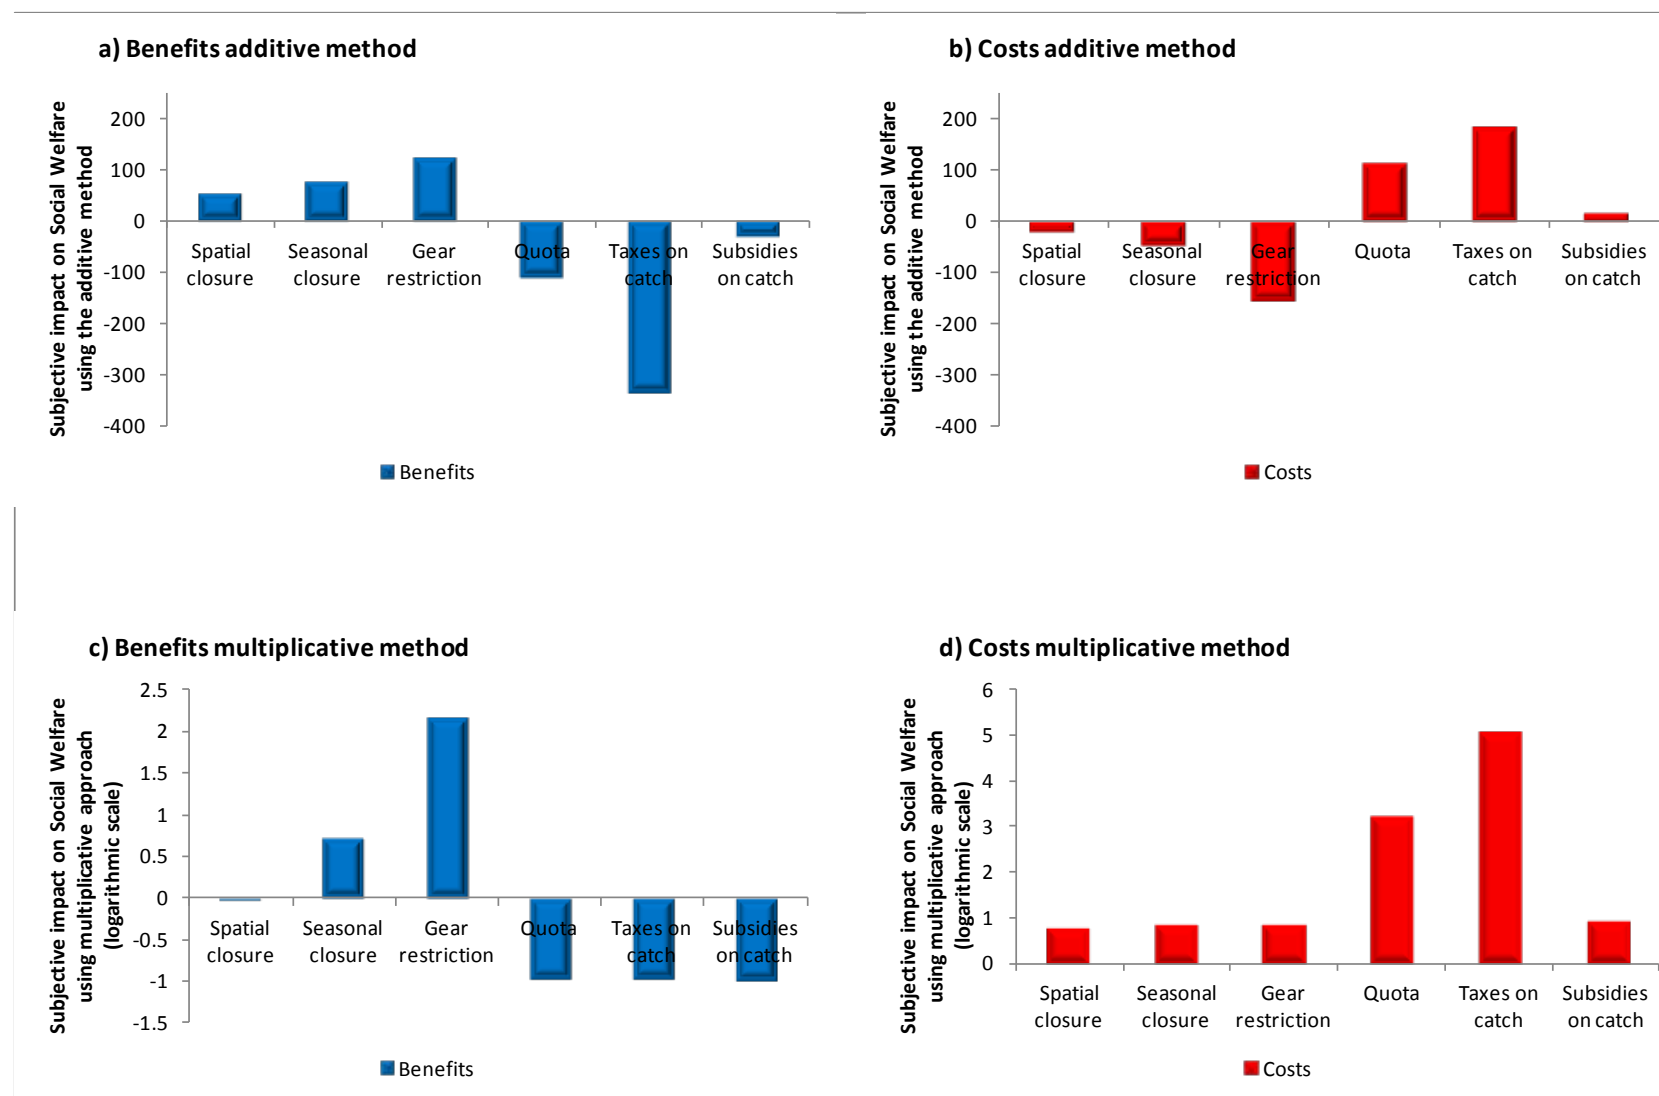 a) Benefits additive method
Subjective impact on Social Welfare
using the additive method
200
100
0
-100
-200
-300
-400
Spatial
closure
Seasonal
closure
Gear
restriction
Quota
Taxes on
catch
Subsidies
on catch
Benefits
b) Costs additive method
Subjective impact on Social Welfare
using the additive method
200
100
0
-100
-200
-300
-400
Spatial
closure
Seasonal
closure
Gear
restriction
Quota
Taxes on
catch
Subsidies
on catch
Costs
c) Benefits multiplicative method
Subjective impact on Social Welfare
using multiplicative approach
(logarithmic scale)
2.5
2
1.5
1
0.5
0
-0.5
-1
-1.5
Spatial
closure
Seasonal
closure
Gear
restriction
Quota
Taxes on
catch
Subsidies
on catch
Benefits
d) Costs multiplicative method
Subjective impact on Social Welfare
using multiplicative approach
(logarithmic scale)
6
5
4
3
2
1
0
Spatial
closure
Seasonal
closure
Gear
restriction
Quota
Taxes on
catch
Subsidies
on catch
Costs